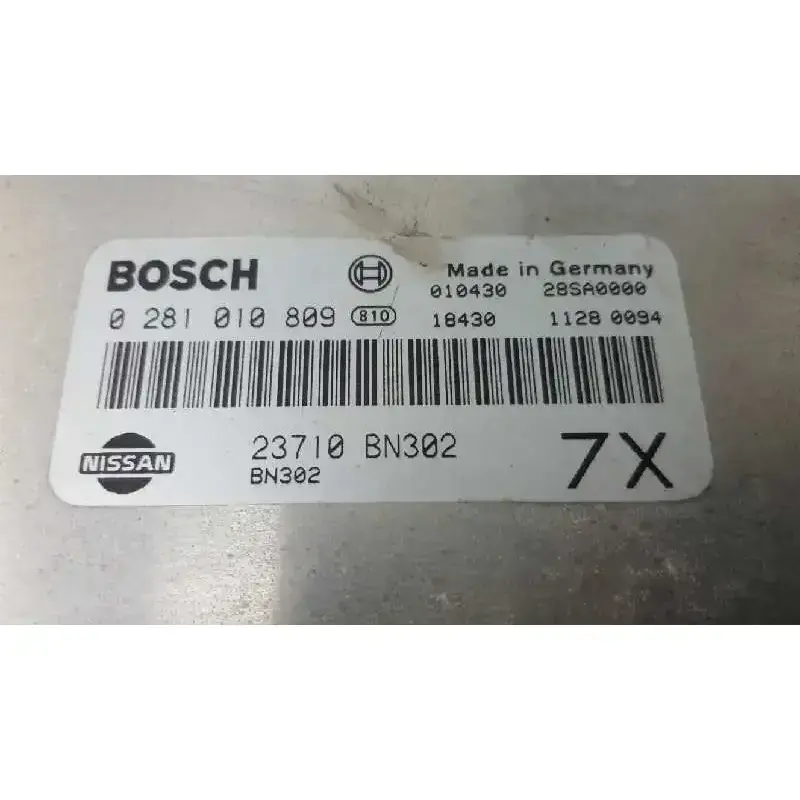 BOSCH Made in Germany
010430 28SA0000
0 281 010 809 810 18430 1128 0094
NISSAN 23710 BN302 7X
BN302